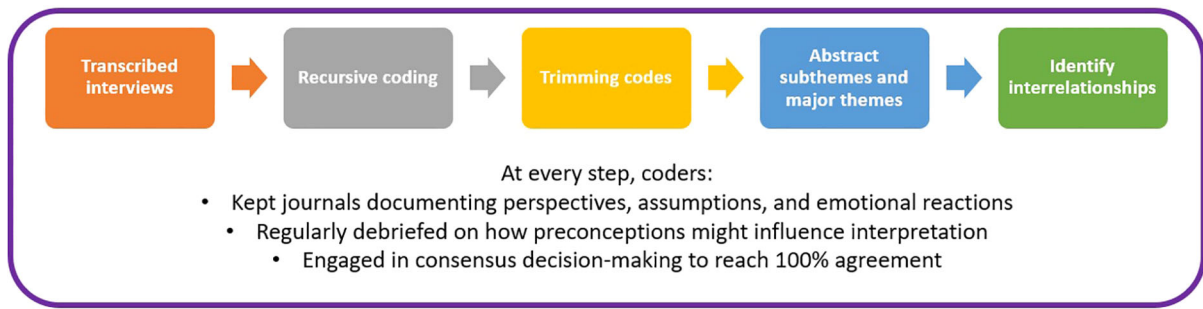 Transcribed
interviews
Recursive coding
Trimming codes
Abstract
subthemes and
major themes
Identify
interrelationships
At every step, coders:
• Kept journals documenting perspectives, assumptions, and emotional reactions
• Regularly debriefed on how preconceptions might influence interpretation
• Engaged in consensus decision-making to reach 100% agreement